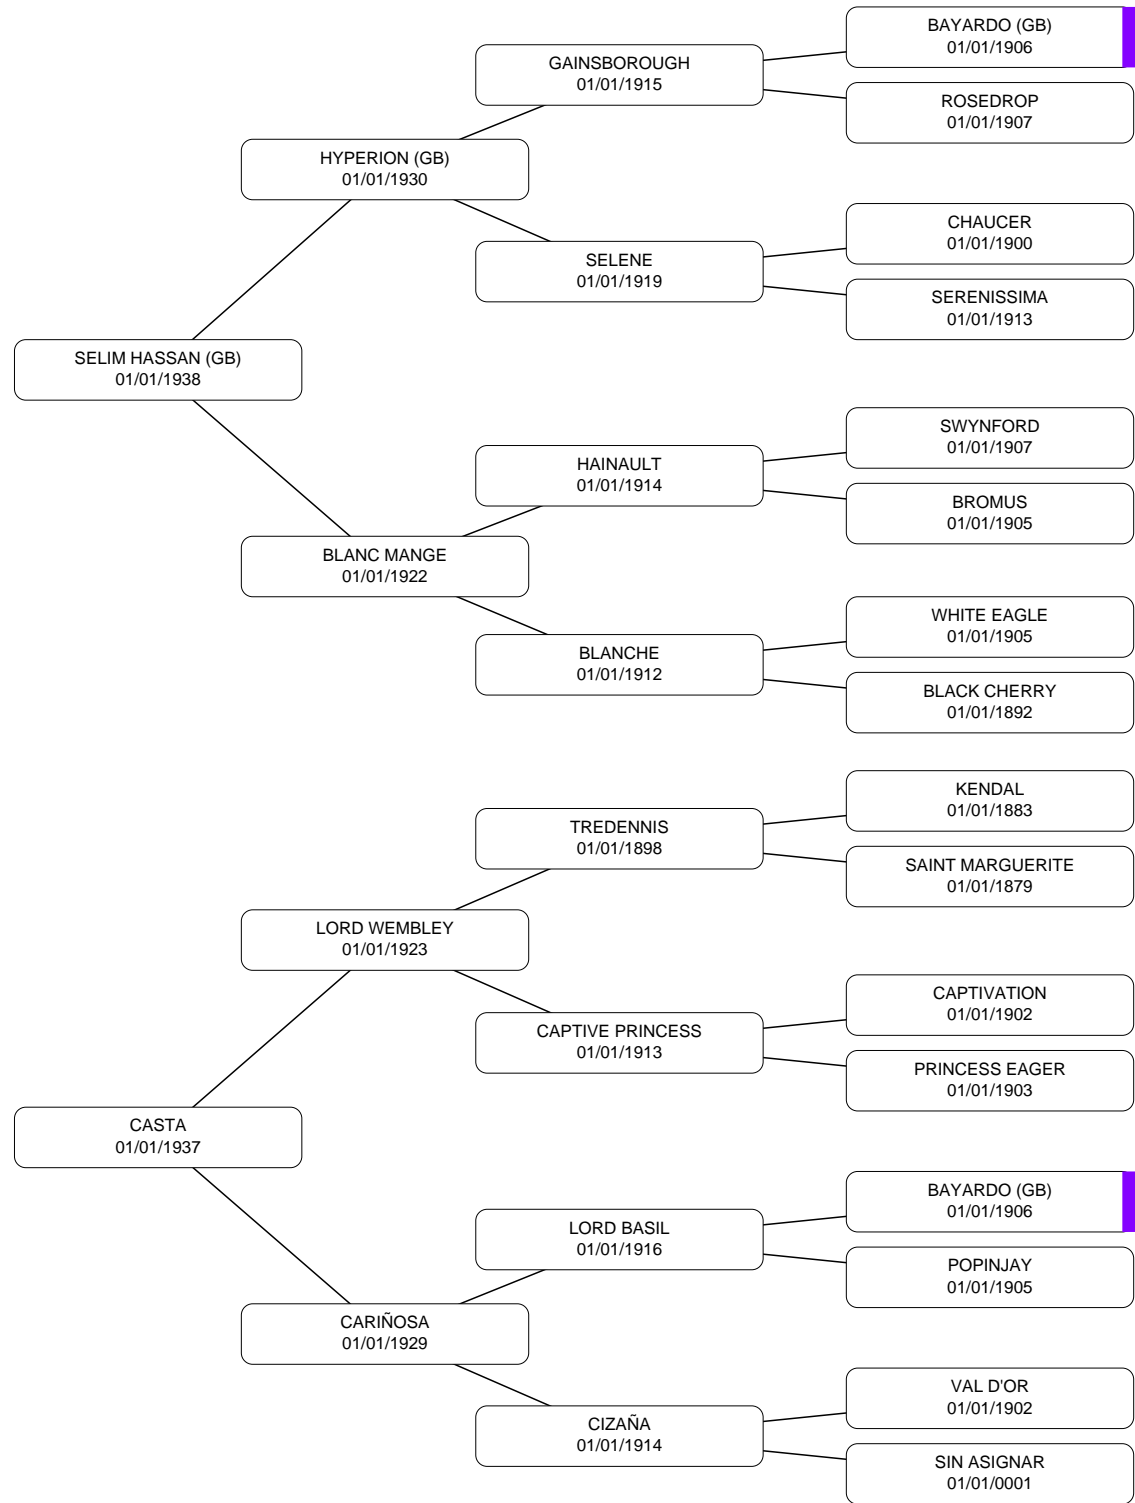 BAYARDO (GB)
01/01/1906
GAINSBOROUGH
01/01/1915
ROSEDROP
01/01/1907
HYPERION (GB)
01/01/1930
CHAUCER
01/01/1900
SELENE
01/01/1919
SERENISSIMA
01/01/1913
SELIM HASSAN (GB)
01/01/1938
SWYNFORD
01/01/1907
HAINAULT
01/01/1914
BROMUS
01/01/1905
BLANC MANGE
01/01/1922
WHITE EAGLE
01/01/1905
BLANCHE
01/01/1912
BLACK CHERRY
01/01/1892
KENDAL
01/01/1883
TREDENNIS
01/01/1898
SAINT MARGUERITE
01/01/1879
LORD WEMBLEY
01/01/1923
CAPTIVATION
01/01/1902
CAPTIVE PRINCESS
01/01/1913
PRINCESS EAGER
01/01/1903
CASTA
01/01/1937
BAYARDO (GB)
01/01/1906
LORD BASIL
01/01/1916
POPINJAY
01/01/1905
CARIÑOSA
01/01/1929
VAL D'OR
01/01/1902
CIZAÑA
01/01/1914
SIN ASIGNAR
01/01/0001